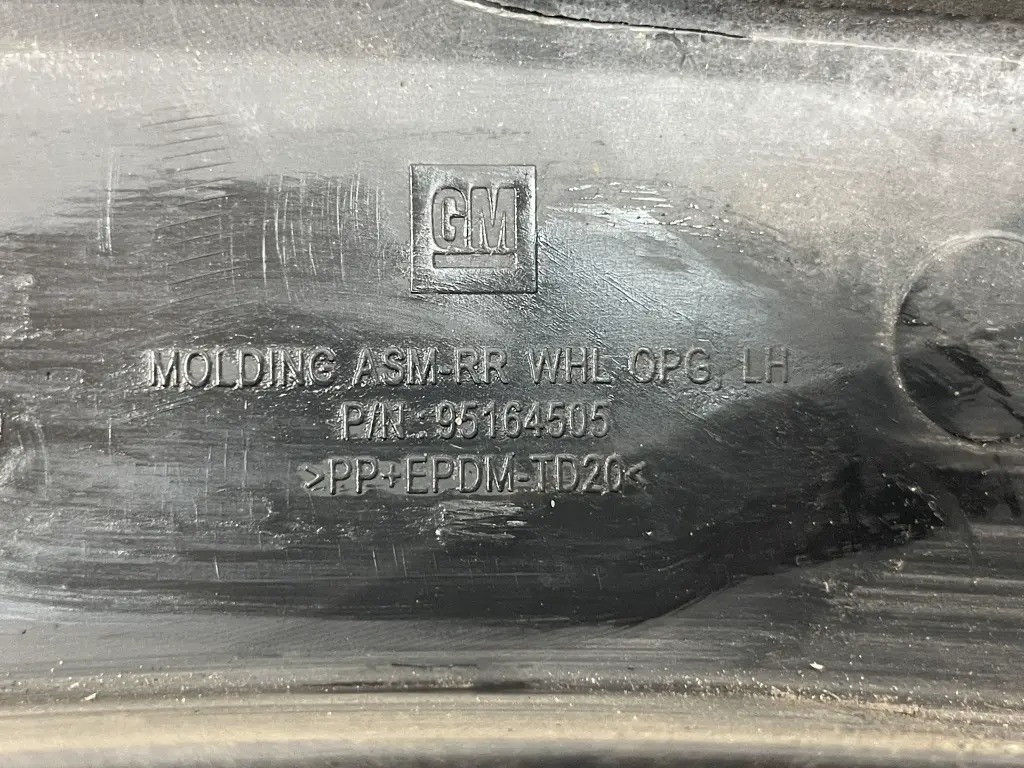 GM
MOLDING ASM-RR WHL OPG, LH
P/N 95164505
>PP+EPDM-TD20<